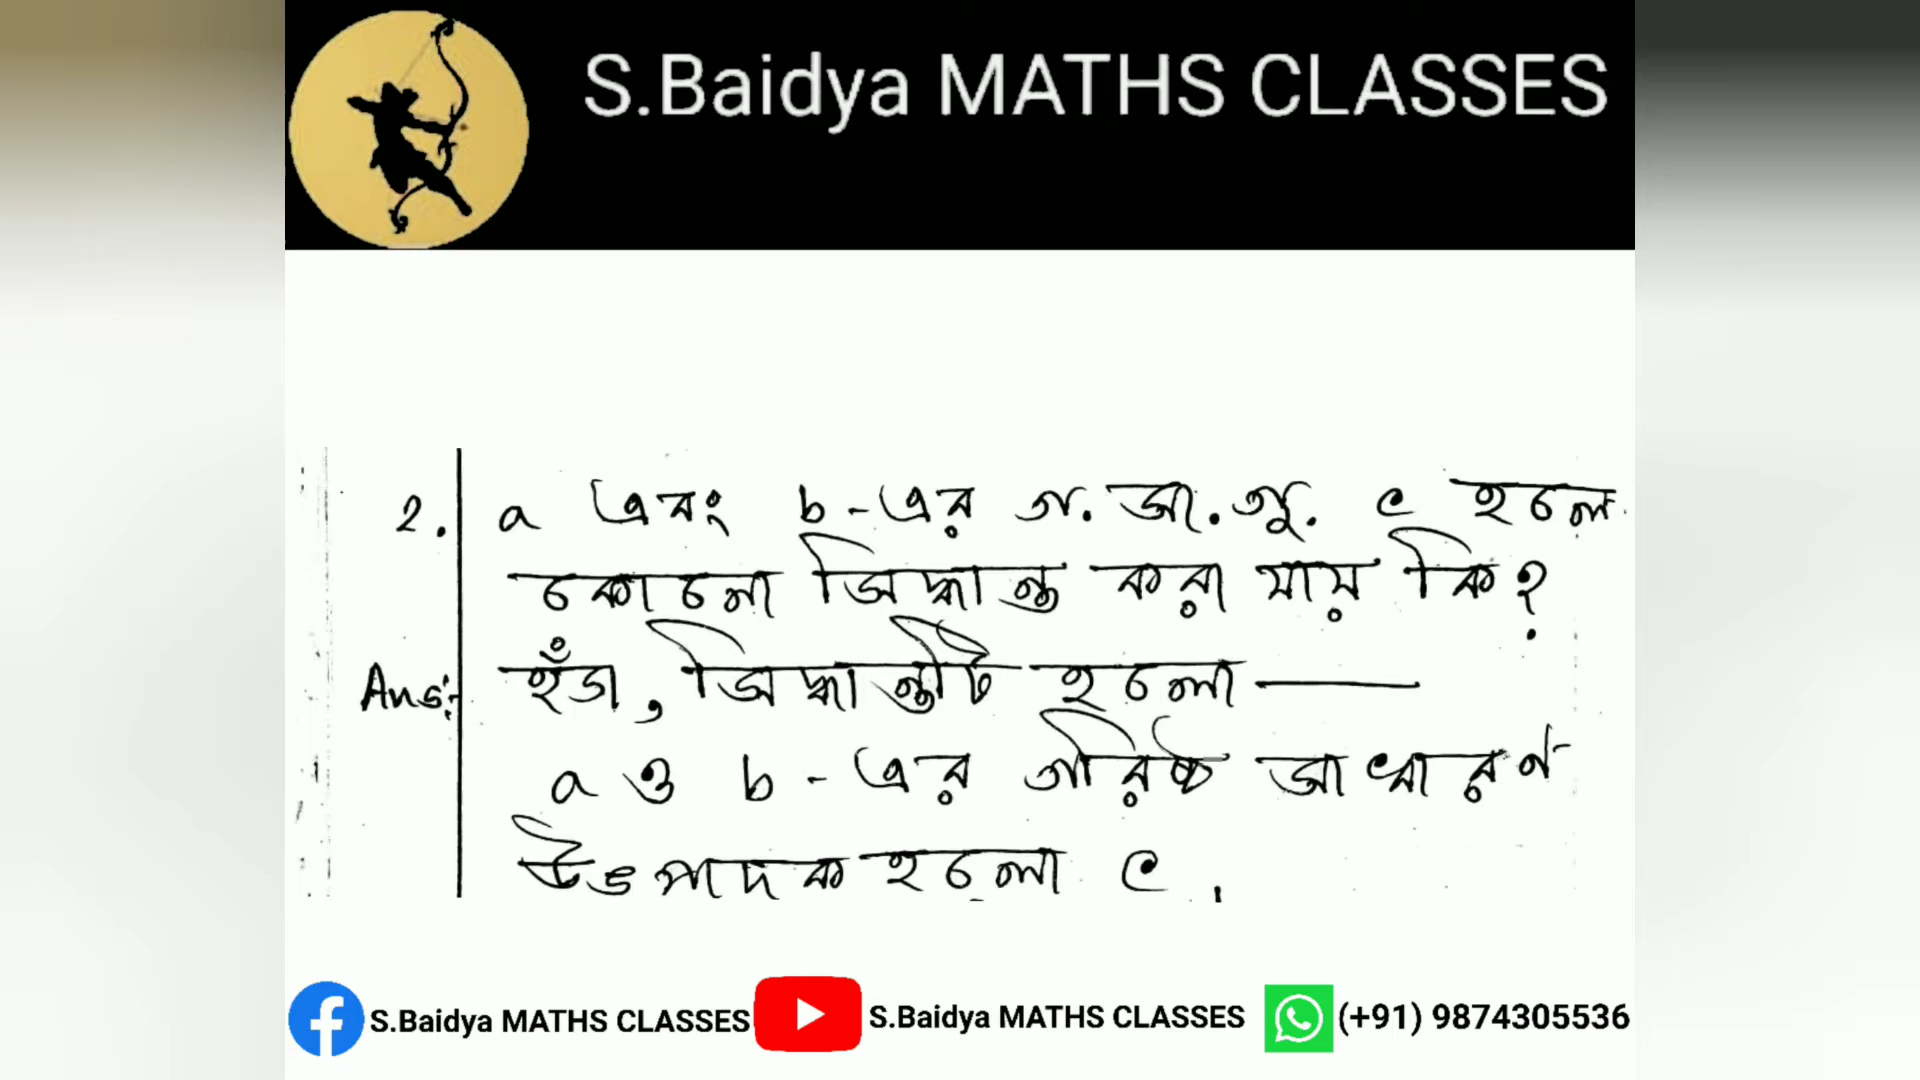 S.Baidya MATHS CLASSES
2. a এবং b-এর গ.সা.গু. c হলে
কোনো সিদ্ধান্ত করা যায় কি?
Ans:- হ্যাঁ, সিদ্ধান্তটি হলো —
a ও b-এর গরিষ্ঠ সাধারণ
উৎপাদক হলো c.
S.Baidya MATHS CLASSES S.Baidya MATHS CLASSES (+91) 9874305536